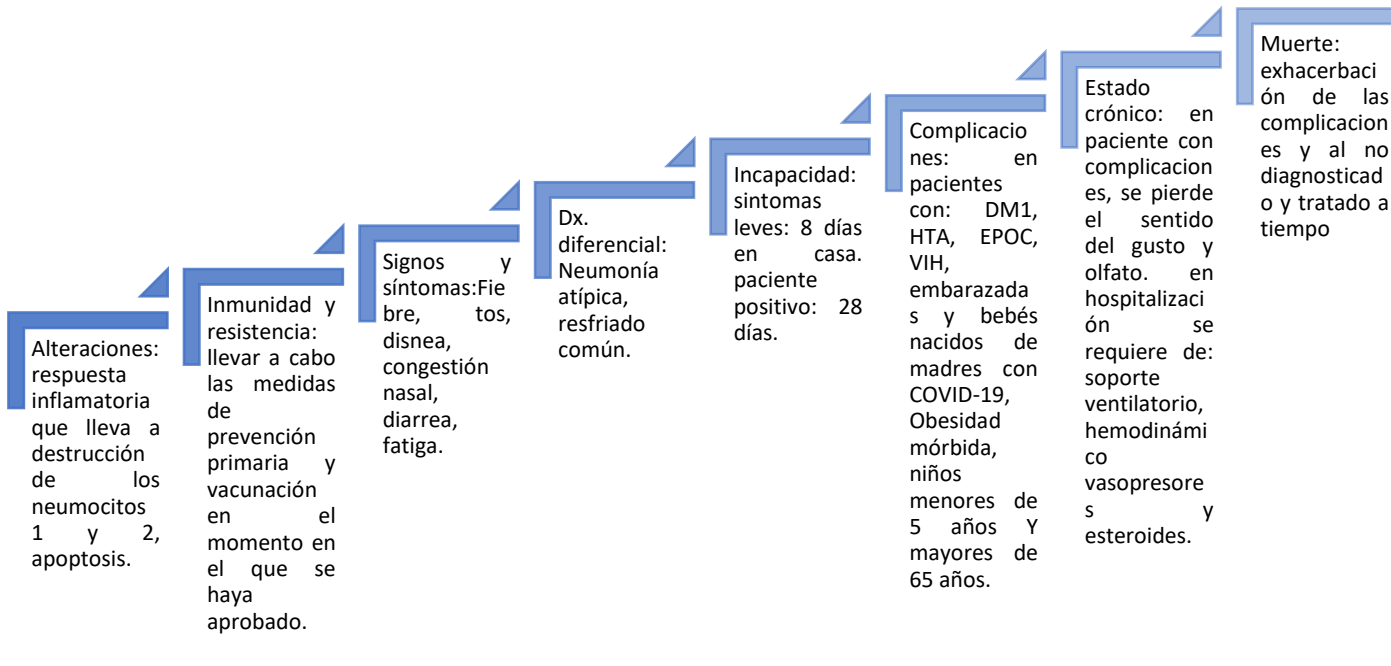 Alteraciones:
respuesta
inflamatoria
que lleva a
destrucción
de los
neumocitos
1 y 2,
apoptosis.
Inmunidad y
resistencia:
llevar a cabo
las medidas
de
prevención
primaria y
vacunación
en el
momento en
el que se
haya
aprobado.
Signos y
síntomas:Fie
bre, tos,
disnea,
congestión
nasal,
diarrea,
fatiga.
Dx.
diferencial:
Neumonía
atípica,
resfriado
común.
Incapacidad:
sintomas
leves: 8 días
en casa.
paciente
positivo: 28
días.
Complicacio
nes: en
pacientes
con: DM1,
HTA, EPOC,
VIH,
embarazada
s y bebés
nacidos de
madres con
COVID-19,
Obesidad
mórbida,
niños
menores de
5 años Y
mayores de
65 años.
Estado
crónico: en
paciente con
complicacion
es, se pierde
el sentido
del gusto y
olfato. en
hospitalizaci
ón se
requiere de:
soporte
ventilatorio,
hemodinámi
co
vasopresore
s y
esteroides.
Muerte:
exhacerbaci
ón de las
complicacion
es y al no
diagnosticad
o y tratado a
tiempo